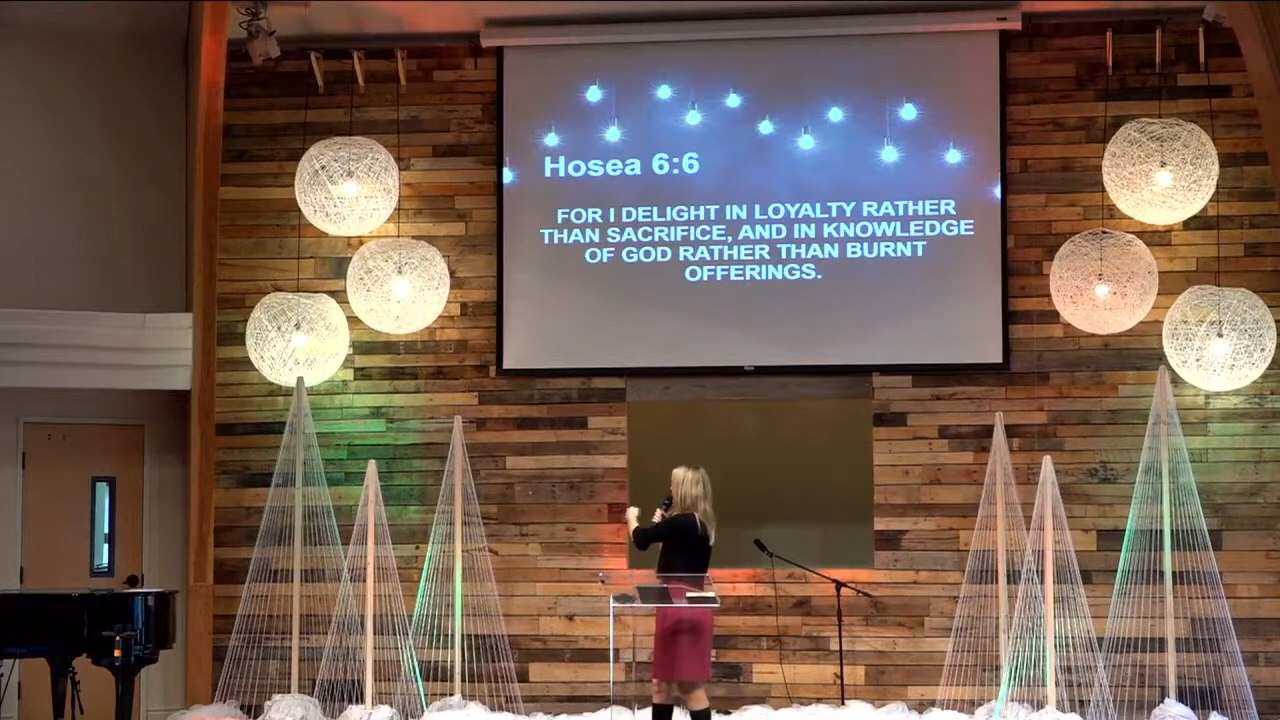 Hosea 6:6
FOR I DELIGHT IN LOYALTY RATHER
THAN SACRIFICE, AND IN KNOWLEDGE
OF GOD RATHER THAN BURNT
OFFERINGS.